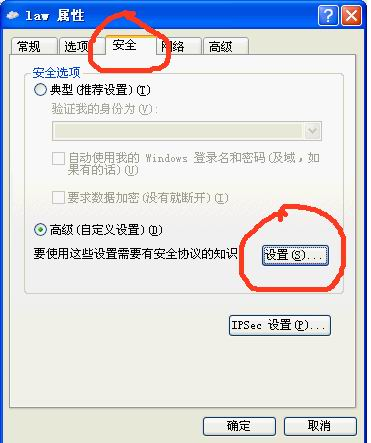 law 属性
常规 选项 安全 网络 高级
安全选项
典型(推荐设置)(T)
验证我的身份为(V):
自动使用我的 Windows 登录名和密码(及域，如
果有的话)(U)
要求数据加密(没有就断开)(I)
高级(自定义设置)(D)
要使用这些设置需要有安全协议的知识
设置(S)...
IPSec 设置(P)...
确定 取消